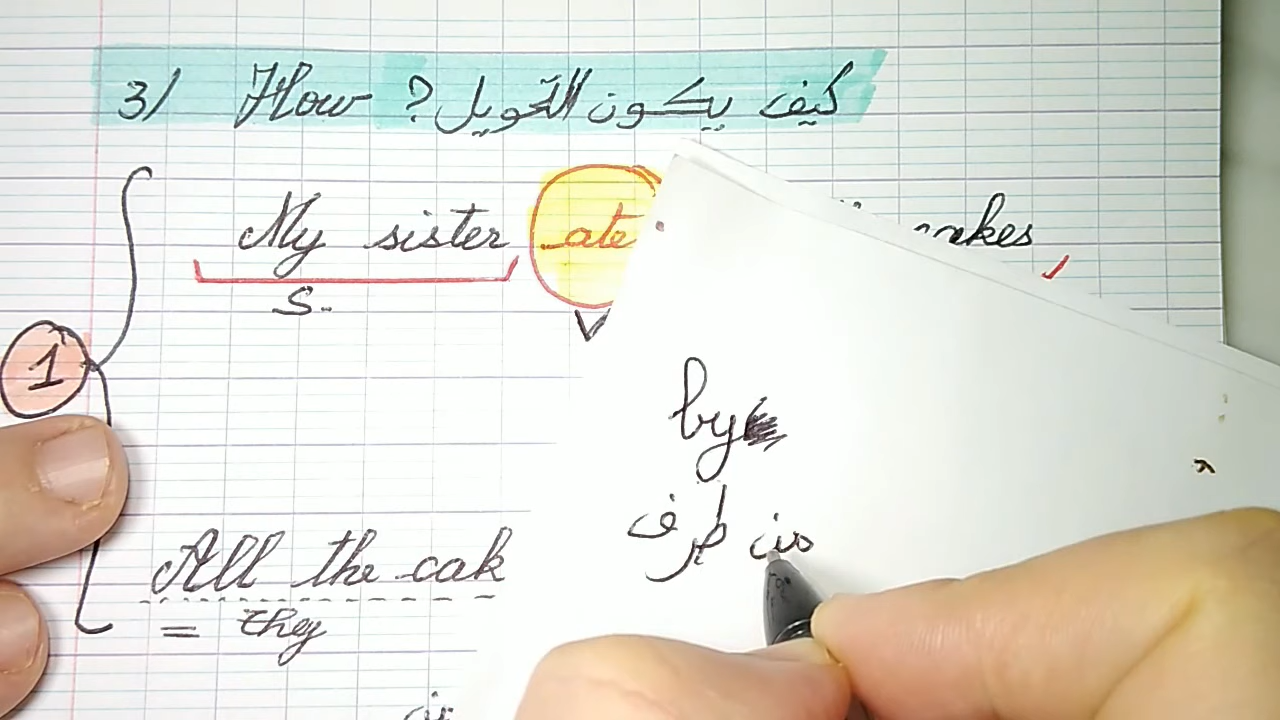 3/ How كيف يكون التحويل؟
My sister ate
S..
V
1
by
من طرف
All the cak
= they